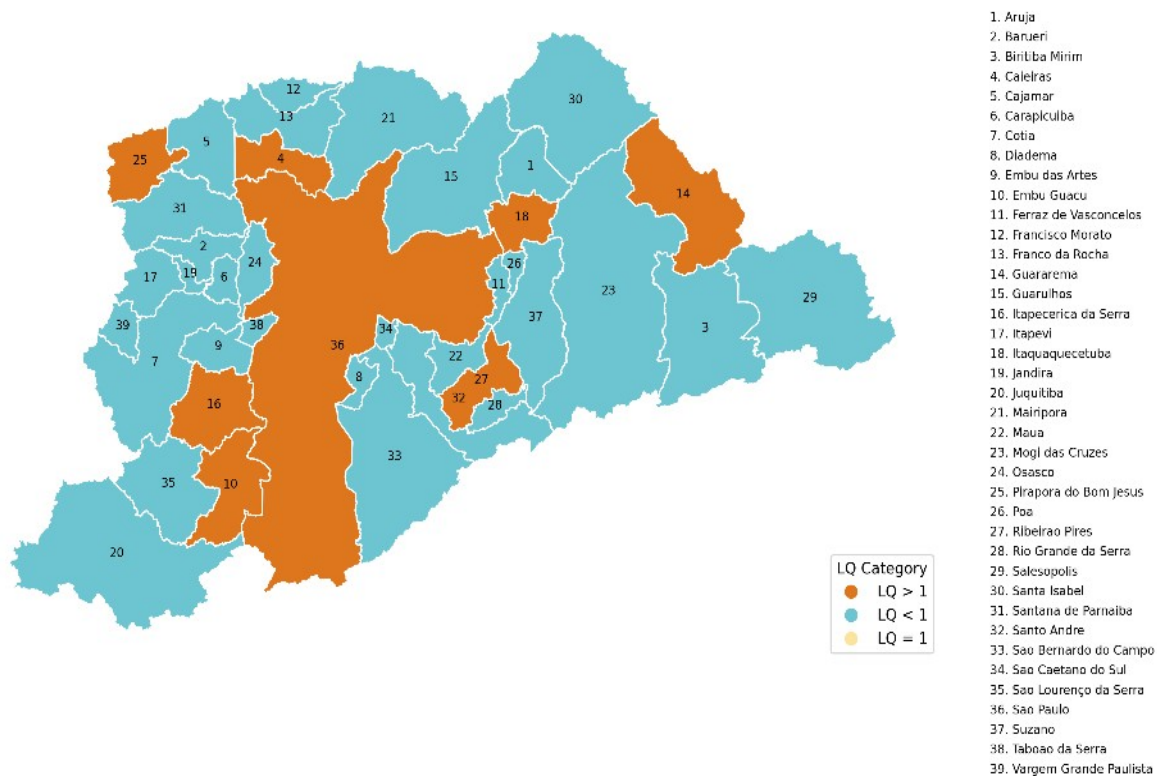 12
30
13
21
5
25
4
1
15
14
18
31
2
24
26
17
19
6
11
23
29
37
39
38
34
3
36
7
9
22
8
27
32
28
16
33
35
10
20
LQ Category
LQ > 1
LQ < 1
LQ = 1
1. Aruja
2. Barueri
3. Biritiba Mirim
4. Caieiras
5. Cajamar
6. Carapicuiba
7. Cotia
8. Diadema
9. Embu das Artes
10. Embu Guacu
11. Ferraz de Vasconcelos
12. Francisco Morato
13. Franco da Rocha
14. Guararema
15. Guarulhos
16. Itapecerica da Serra
17. Itapevi
18. Itaquaquecetuba
19. Jandira
20. Juquitiba
21. Mairipora
22. Maua
23. Mogi das Cruzes
24. Osasco
25. Pirapora do Bom Jesus
26. Poa
27. Ribeirao Pires
28. Rio Grande da Serra
29. Salesopolis
30. Santa Isabel
31. Santana de Parnaiba
32. Santo Andre
33. Sao Bernardo do Campo
34. Sao Caetano do Sul
35. Sao Lourenço da Serra
36. Sao Paulo
37. Suzano
38. Taboao da Serra
39. Vargem Grande Paulista